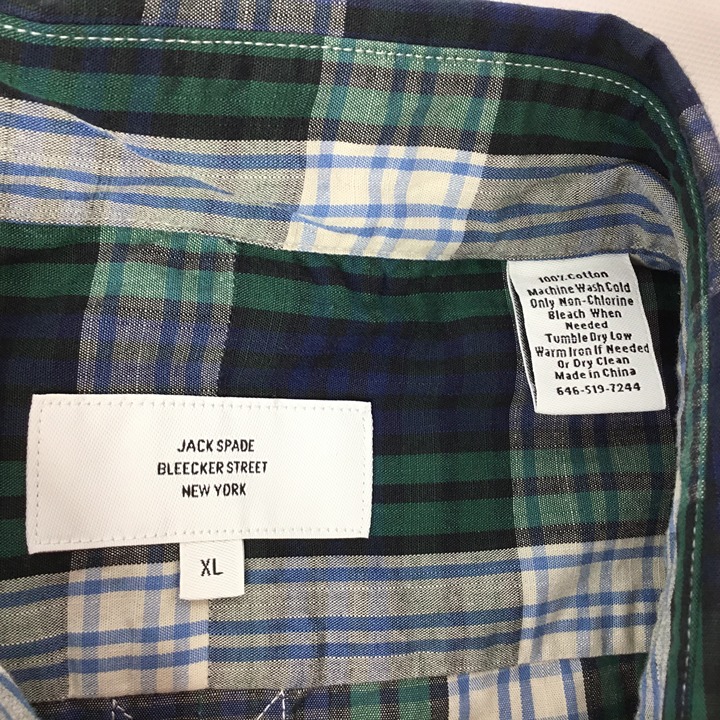 100% Cotton
Machine Wash Cold
Only Non-Chlorine
Bleach When
Needed
Tumble Dry Low
Warm Iron If Needed
Or Dry Clean
Made in China
646-519-7244
JACK SPADE
BLEECKER STREET
NEW YORK
XL